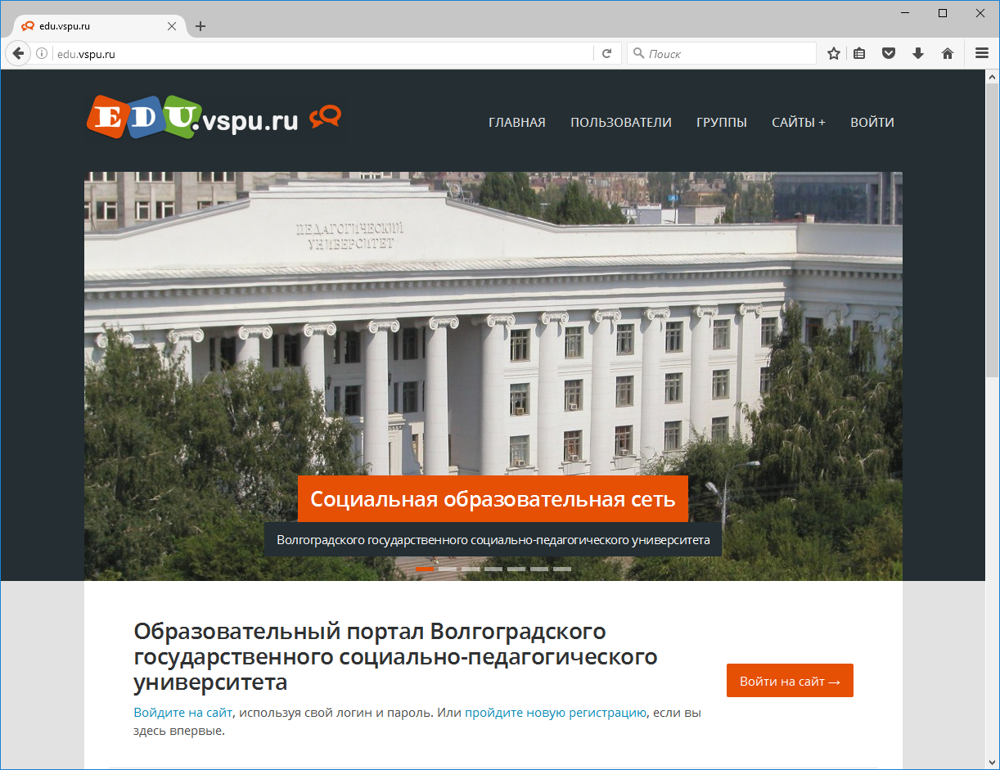 edu.vspu.ru
edu.vspu.ru
Поиск
EDU.vspu.ru
ГЛАВНАЯ ПОЛЬЗОВАТЕЛИ ГРУППЫ САЙТЫ + ВОЙТИ
ПЕДАГОГИЧЕСКИЙ
УНИВЕРСИТЕТ
Социальная образовательная сеть
Волгоградского государственного социально-педагогического университета
Образовательный портал Волгоградского
государственного социально-педагогического
университета
Войти на сайт →
Войдите на сайт, используя свой логин и пароль. Или пройдите новую регистрацию, если вы
здесь впервые.